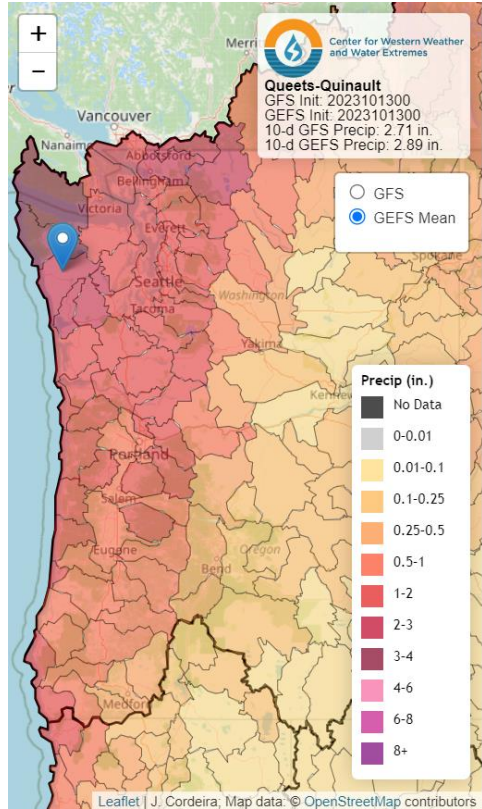 +
−
Center for Western Weather
and Water Extremes
Queets-Quinault
GFS Init: 2023101300
GEFS Init: 2023101300
10-d GFS Precip: 2.71 in.
10-d GEFS Precip: 2.89 in.
Merri
Vancouver
Nanaimo
Abbotsford
Bellingham
Victoria
GFS
GEFS Mean
Everett
Spokane
Seattle
Washington
Tacoma
Yakima
Precip (in.)
Kennew
No Data
0-0.01
0.01-0.1
0.1-0.25
0.25-0.5
0.5-1
1-2
2-3
3-4
4-6
6-8
8+
Portland
Salem
Eugene
Oregon
Bend
Medford
Leaflet | J. Cordeira; Map data: © OpenStreetMap contributors